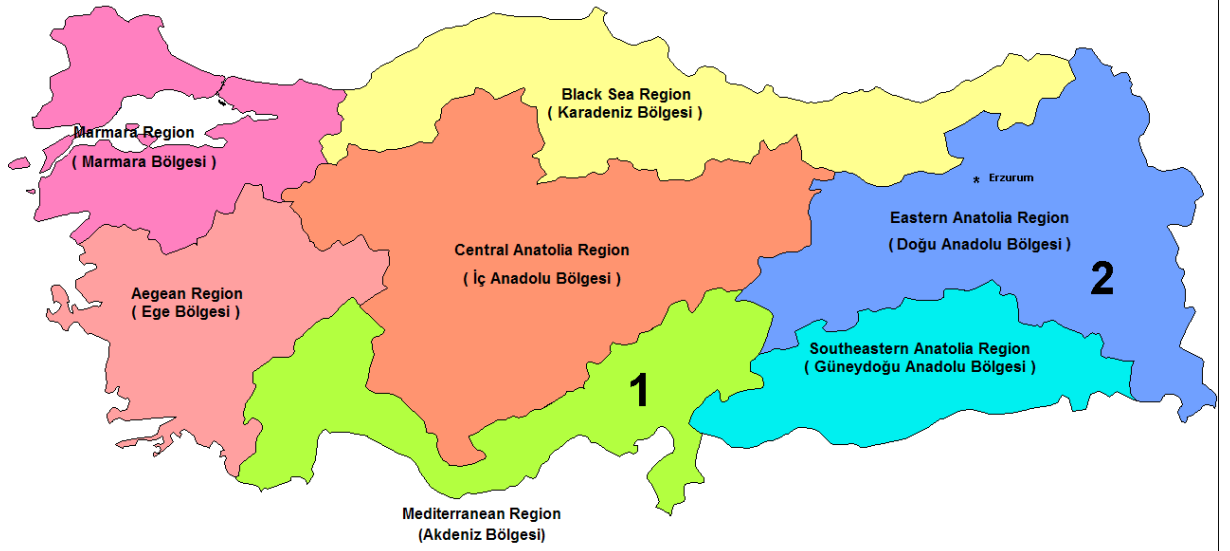 Black Sea Region
( Karadeniz Bölgesi )
Marmara Region
( Marmara Bölgesi )
* Erzurum
Eastern Anatolia Region
( Doğu Anadolu Bölgesi )
Central Anatolia Region
( İç Anadolu Bölgesi )
2
Aegean Region
( Ege Bölgesi )
Southeastern Anatolia Region
( Güneydoğu Anadolu Bölgesi )
1
Mediterranean Region
(Akdeniz Bölgesi)